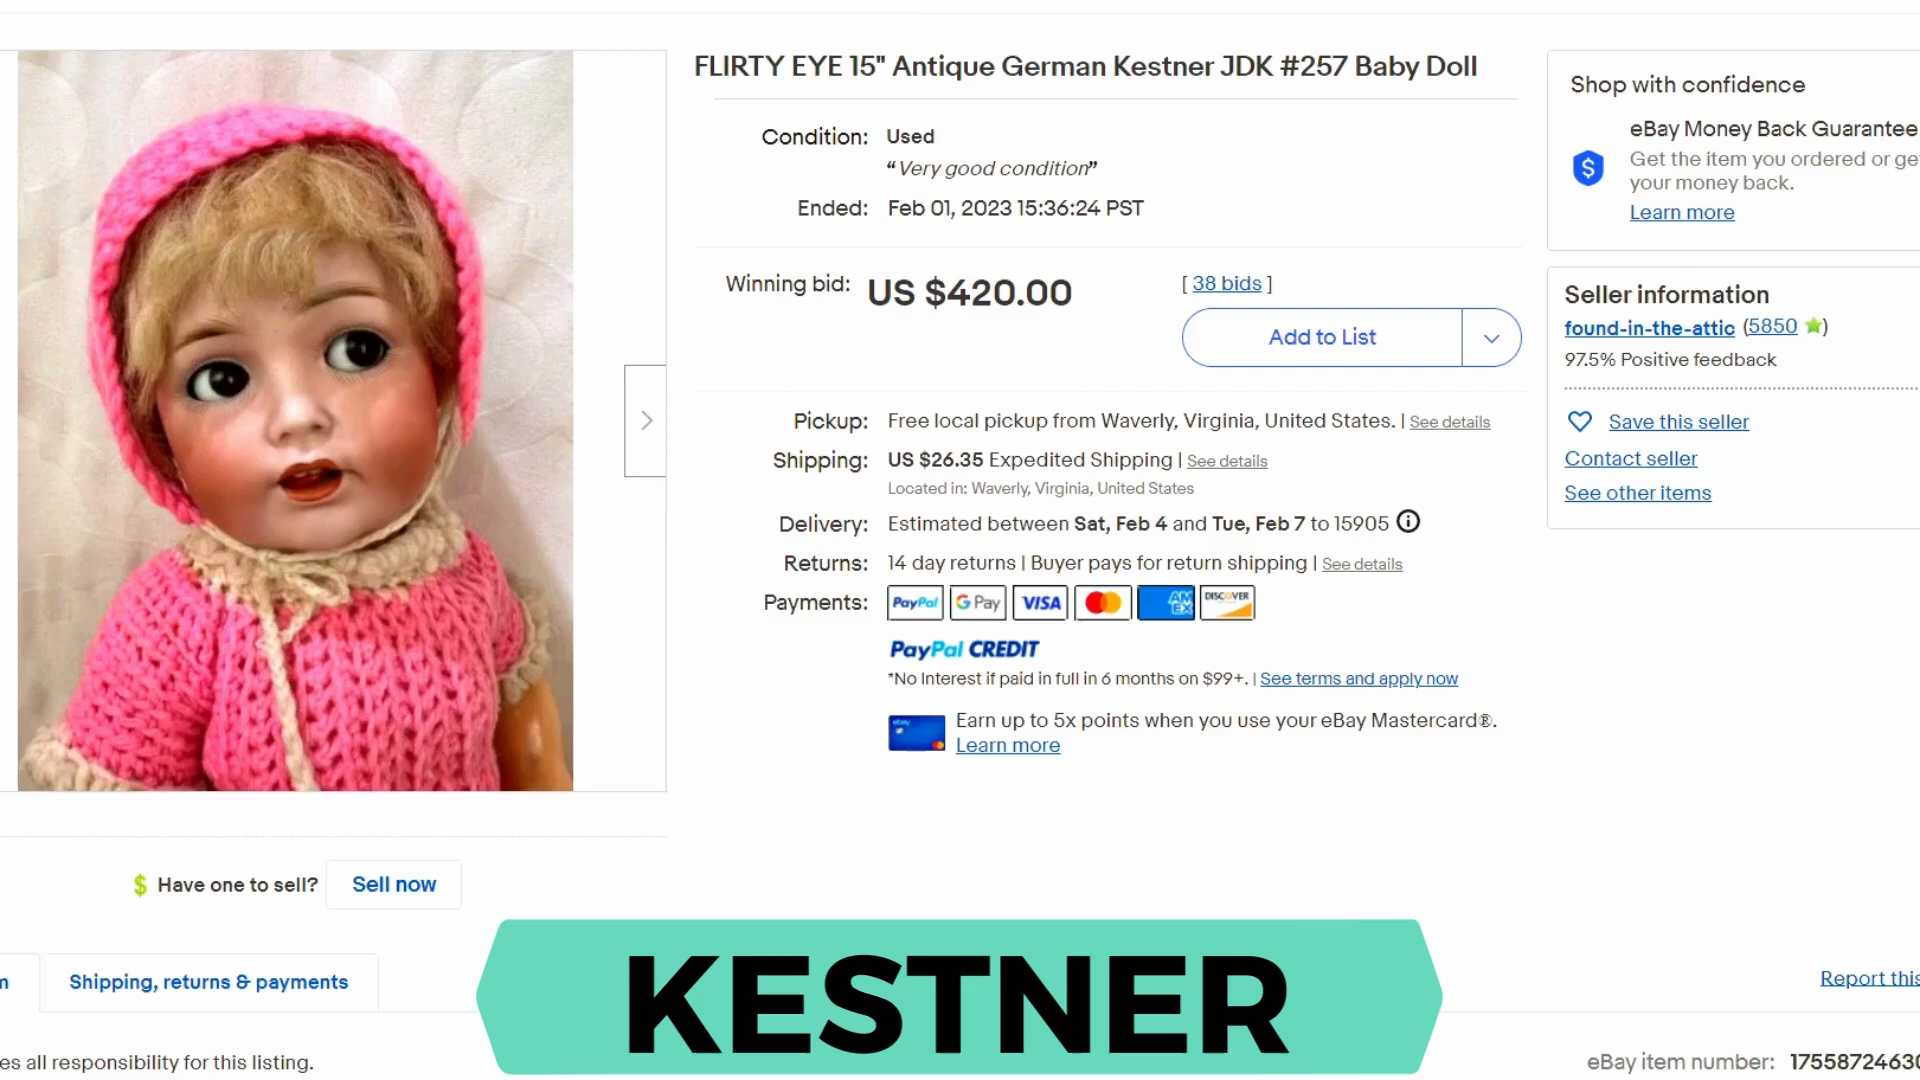 FLIRTY EYE 15" Antique German Kestner JDK #257 Baby Doll
Condition: Used
“Very good condition”
Ended: Feb 01, 2023 15:36:24 PST
Winning bid: US $420.00 [ 38 bids ]
Add to List
Pickup: Free local pickup from Waverly, Virginia, United States. | See details
Shipping: US $26.35 Expedited Shipping | See details
Located in: Waverly, Virginia, United States
Delivery: Estimated between Sat, Feb 4 and Tue, Feb 7 to 15905
Returns: 14 day returns | Buyer pays for return shipping | See details
Payments: PayPal G Pay VISA AM EX DISCOVER
PayPal CREDIT
*No Interest if paid in full in 6 months on $99+. | See terms and apply now
ebay
Earn up to 5x points when you use your eBay Mastercard®.
Learn more
Shop with confidence
eBay Money Back Guarantee
Get the item you ordered or ge
your money back.
Learn more
Seller information
found-in-the-attic (5850)
97.5% Positive feedback
Save this seller
Contact seller
See other items
$ Have one to sell? Sell now
Shipping, returns & payments
Report this
es all responsibility for this listing.
eBay item number: 17558724630
KESTNER